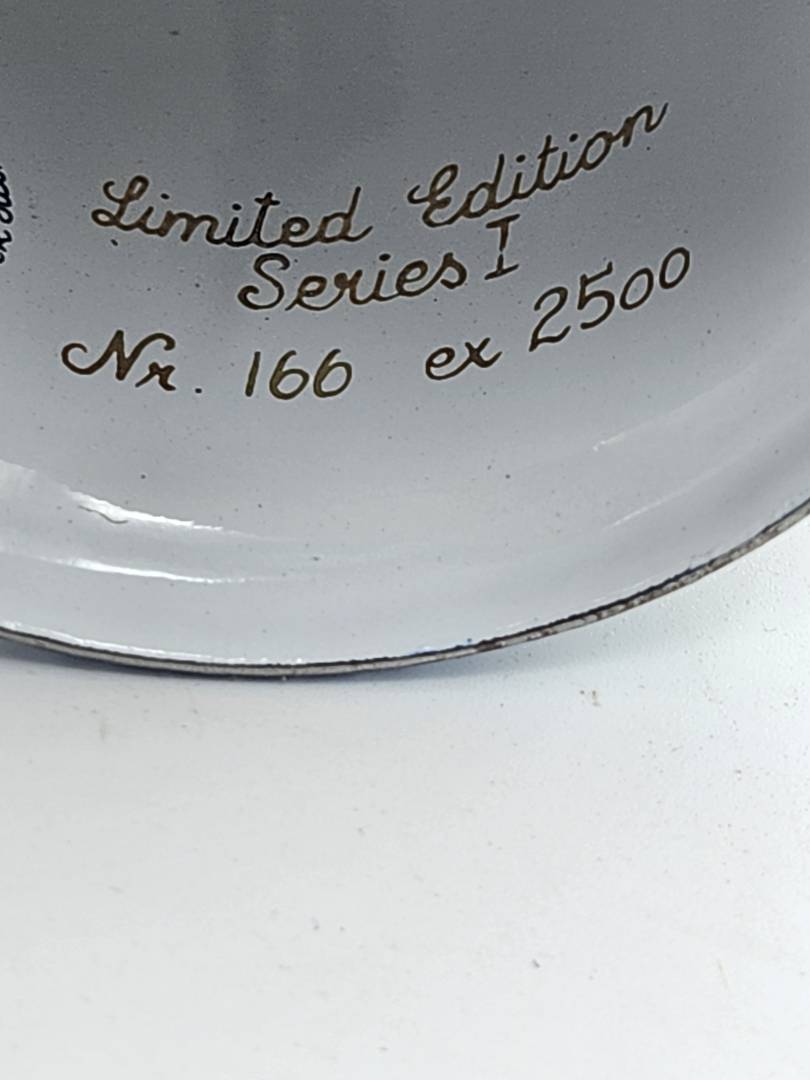 Limited Edition
Series I
Nr. 166 ex 2500